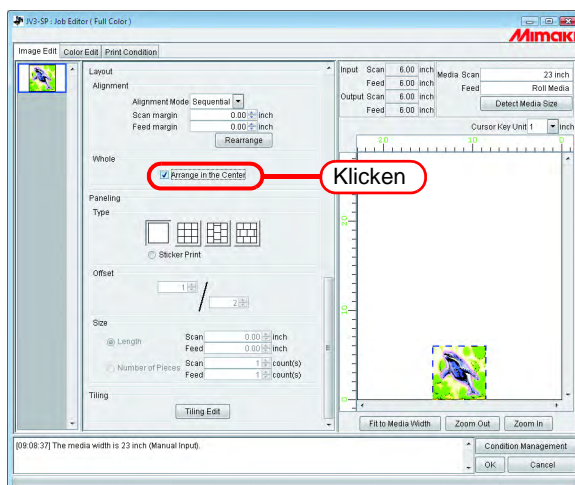 JV3-SP : Job Editor ( Full Color )
Mimaki
Image Edit Color Edit Print Condition
Layout
Alignment
Alignment Mode Sequential
Scan margin 0.00 inch
Feed margin 0.00 inch
Rearrange
Whole
Arrange in the Center
Klicken
Paneling
Type
Sticker Print
Offset
1 / 2
Size
Length Scan 0.00 inch
Feed 0.00 inch
Number of Pieces Scan 1 count(s)
Feed 1 count(s)
Tiling
Tiling Edit
Input Scan 6.00 inch Media Scan 23 inch
Feed 6.00 inch Feed Roll Media
Output Scan 6.00 inch Detect Media Size
Feed 6.00 inch
Cursor Key Unit 1 inch
20 10 0
20
10
0
Fit to Media Width Zoom Out Zoom In
[09:08:37] The media width is 23 inch (Manual Input). Condition Management
OK Cancel